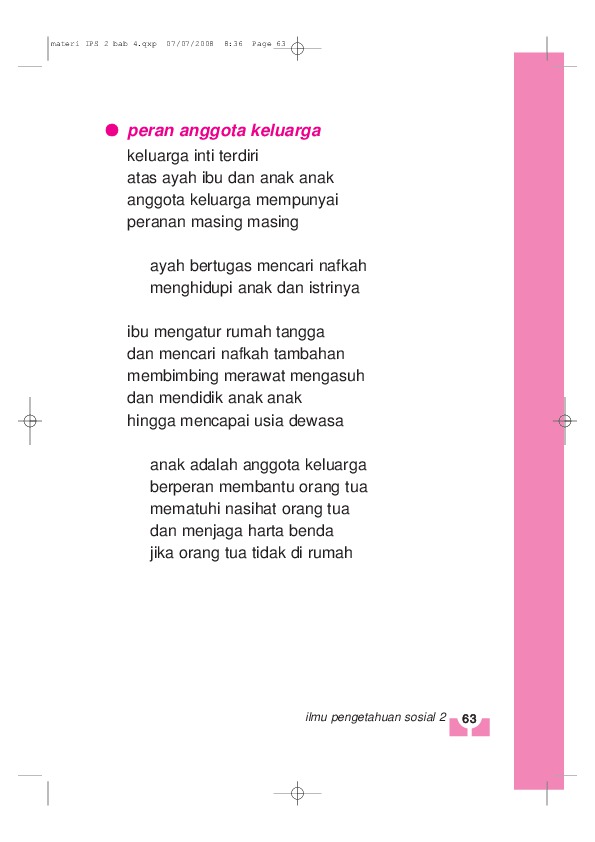 materi IPS 2 bab 4.qxp 07/07/2008 8:36 Page 63
peran anggota keluarga
keluarga inti terdiri
atas ayah ibu dan anak anak
anggota keluarga mempunyai
peranan masing masing
ayah bertugas mencari nafkah
menghidupi anak dan istrinya
ibu mengatur rumah tangga
dan mencari nafkah tambahan
membimbing merawat mengasuh
dan mendidik anak anak
hingga mencapai usia dewasa
anak adalah anggota keluarga
berperan membantu orang tua
mematuhi nasihat orang tua
dan menjaga harta benda
jika orang tua tidak di rumah
ilmu pengetahuan sosial 2 63